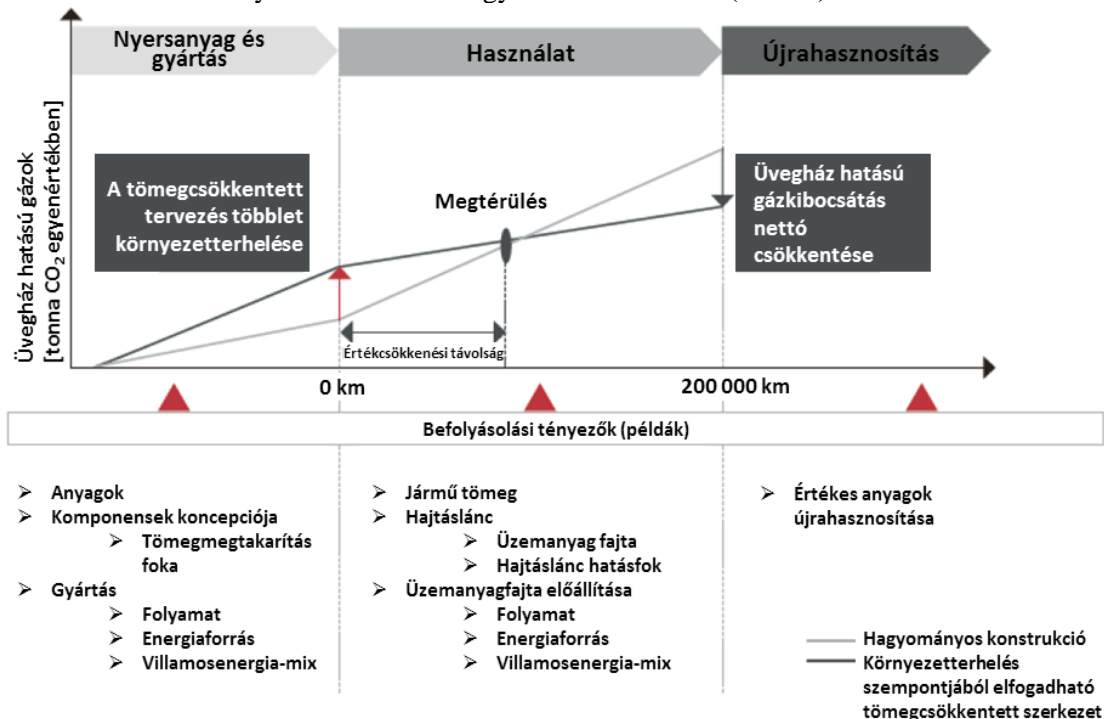 Nyersanyag és
gyártás
Használat
Újrahasznosítás
Üvegház hatású gázok
[tonna CO₂ egyenértékben]
A tömegcsökkentett
tervezés többlet
környezetterhelése
Megtérülés
Üvegház hatású
gázkibocsátás
nettó
csökkentése
Értékcsökkenési távolság
0 km
200 000 km
Befolyásolási tényezők (példák)
➢ Anyagok
➢ Komponensek koncepciója
➢ Tömegmegtakarítás
foka
➢ Gyártás
➢ Folyamat
➢ Energiaforrás
➢ Villamosenergia-mix
➢ Jármű tömeg
➢ Hajtáslánc
➢ Üzemanyag fajta
➢ Hajtáslánc hatásfok
➢ Üzemanyagfajta előállítása
➢ Folyamat
➢ Energiaforrás
➢ Villamosenergia-mix
➢ Értékes anyagok
újrahasznosítása
Hagyományos konstrukció
Környezetterhelés
szempontjából elfogadható
tömegcsökkentett szerkezet